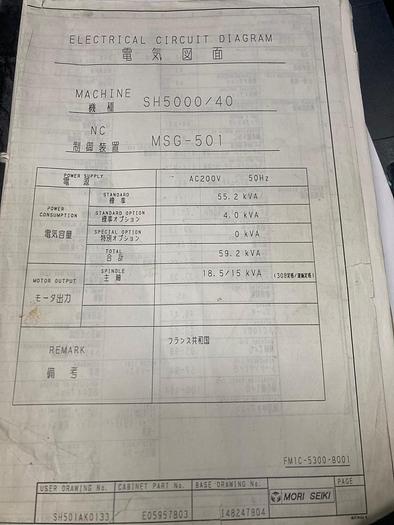 ELECTRICAL CIRCUIT DIAGRAM
電気図面
MACHINE
機種 SH5000/40
NC
制御装置 MSG-501
POWER SUPPLY
電源 AC200V 50Hz
STANDARD
標準 55.2 kVA
POWER CONSUMPTION
電気容量
STANDARD OPTION
標準オプション 4.0 kVA
SPECIAL OPTION
特別オプション 0 kVA
TOTAL
合計 59.2 kVA
MOTOR OUTPUT
モータ出力
SPINDLE
主軸 18.5/15 kVA
REMARK
備考
フランス共和国
FM1C-5300-8001
USER DRAWING No. CABINET PART No. BASE DRAWING No. MORI SEIKI PAGE
SH501AK0133 E05957B03 148247B04